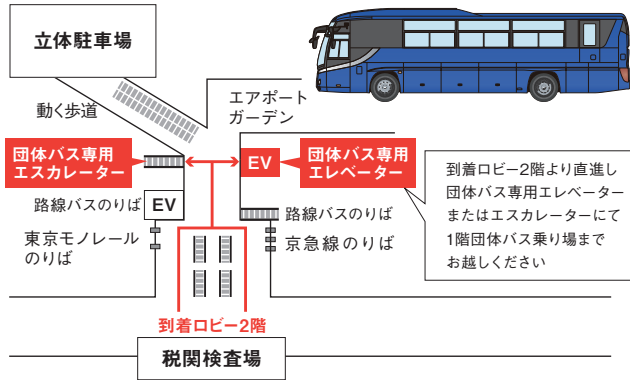 立体駐車場
動く歩道
エアポート
ガーデン
団体バス専用
エスカレーター
EV
団体バス専用
エレベーター
路線バスのりば
EV
路線バスのりば
東京モノレール
のりば
京急線のりば
到着ロビー2階より直進し
団体バス専用エレベーター
またはエスカレーターにて
1階団体バス乗り場まで
お越しください
到着ロビー2階
税関検査場